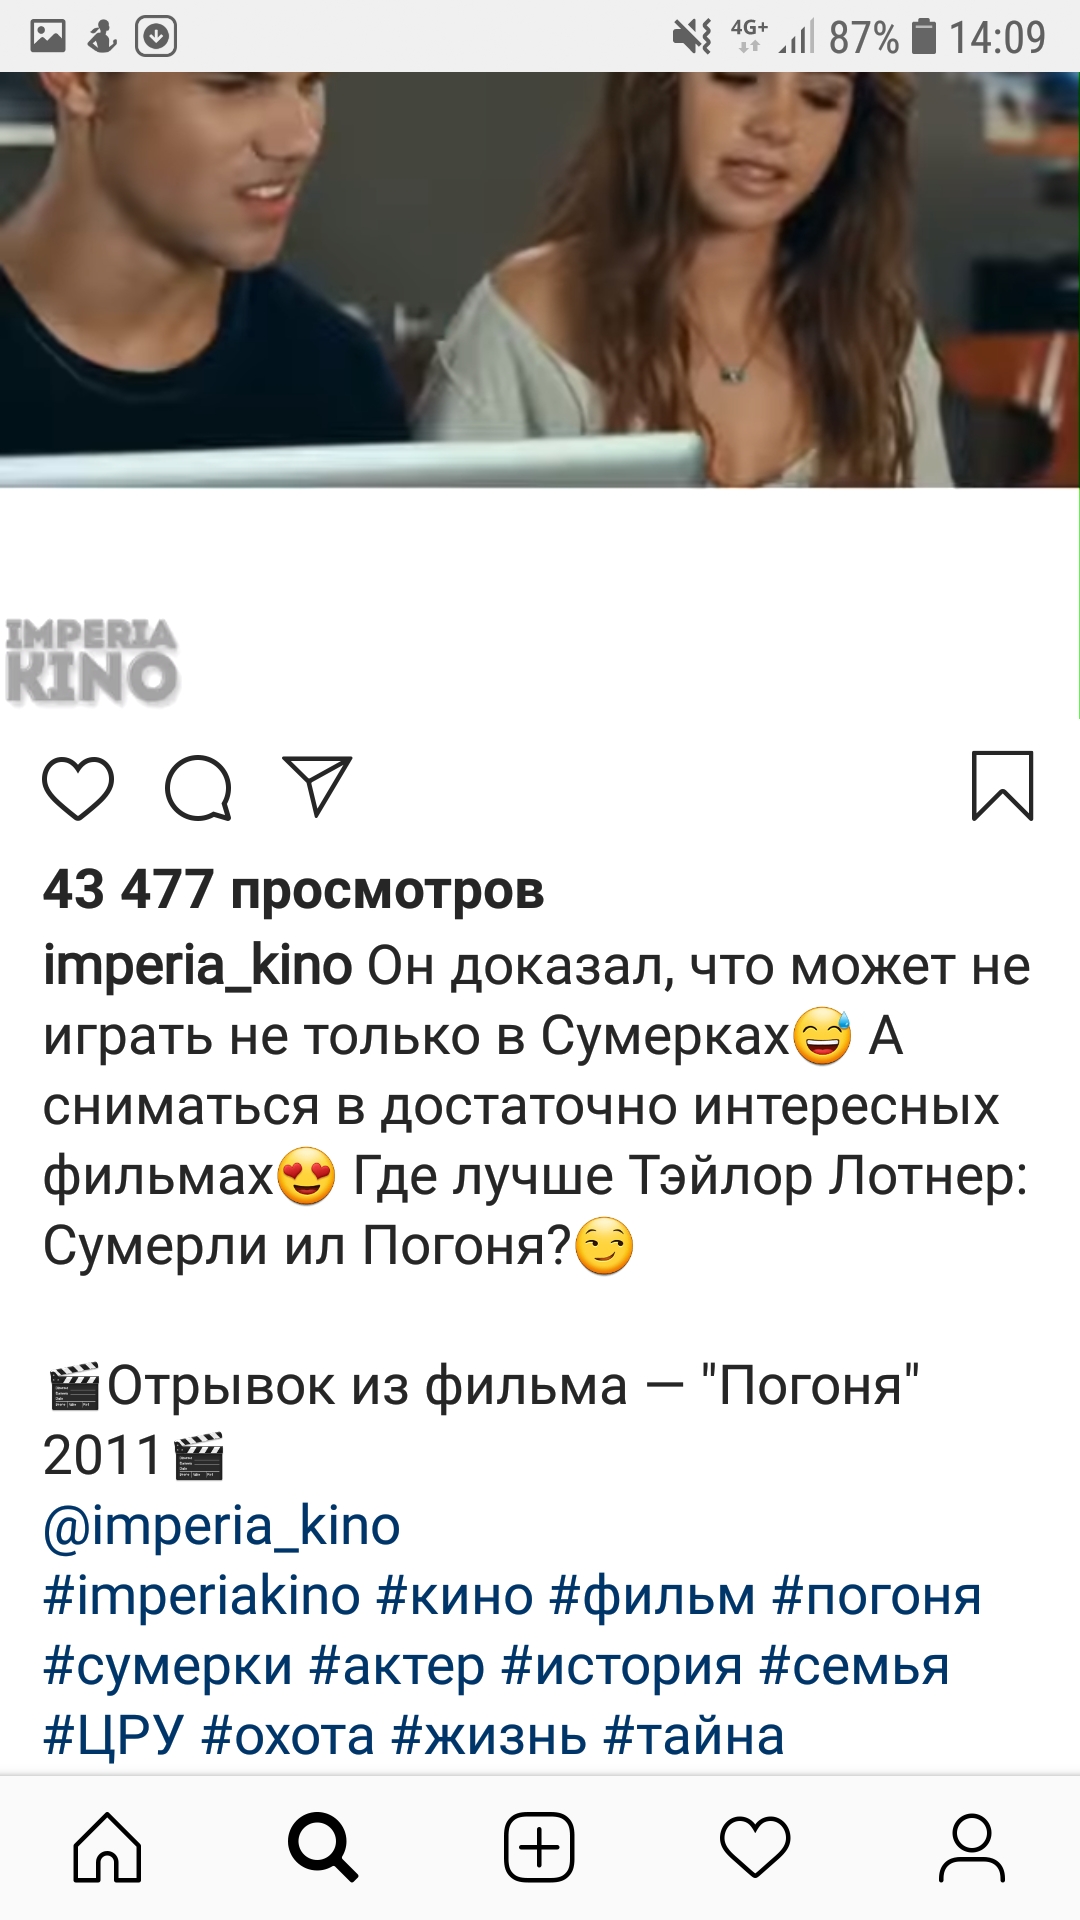 4G+ 87% 14:09
IMPERIA
KINO
43 477 просмотров
imperia_kino Он доказал, что может не
играть не только в Сумерках😅 А
сниматься в достаточно интересных
фильмах😍 Где лучше Тэйлор Лотнер:
Сумерли ил Погоня?😏
🎬Отрывок из фильма — "Погоня"
2011🎬
@imperia_kino
#imperiakino #кино #фильм #погоня
#сумерки #актер #история #семья
#ЦРУ #охота #жизнь #тайна